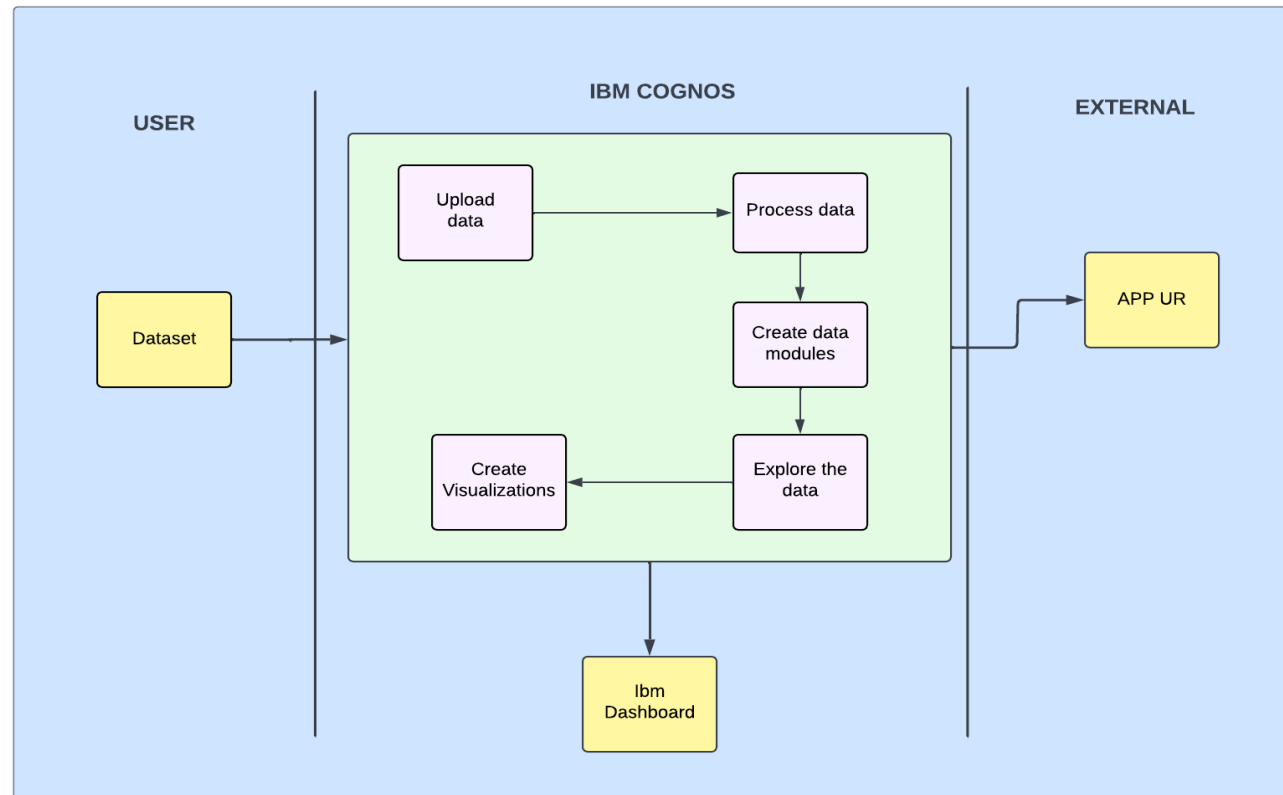 USER
IBM COGNOS
EXTERNAL
Upload
data
Process data
Dataset
Create data
modules
APP UR
Create
Visualizations
Explore the
data
Ibm
Dashboard